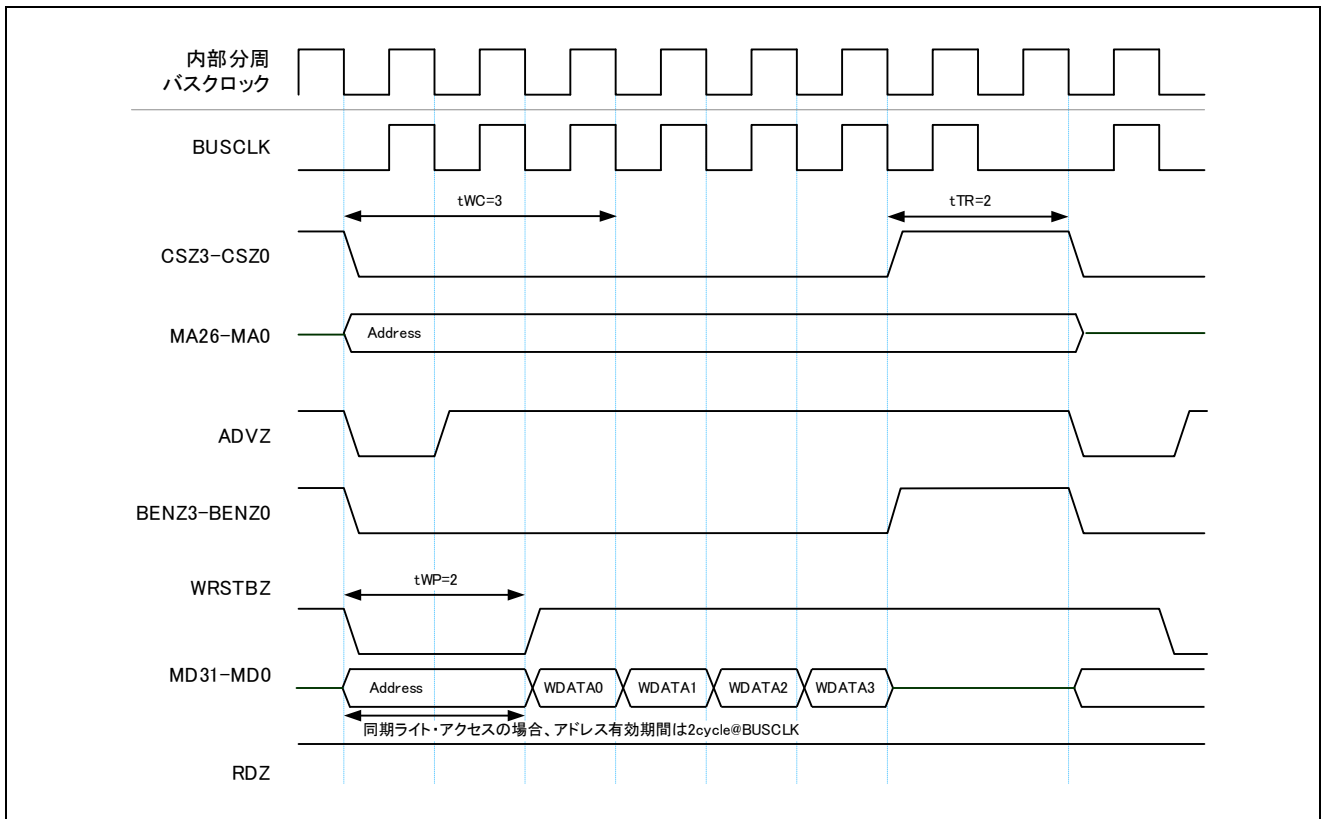 内部分周
バスクロック
BUSCLK
tWC=3
tTR=2
CSZ3-CSZ0
MA26-MA0
Address
ADVZ
BENZ3-BENZ0
WRSTBZ
tWP=2
MD31-MD0
Address
WDATA0
WDATA1
WDATA2
WDATA3
同期ライト・アクセスの場合、アドレス有効期間は2cycle@BUSCLK
RDZ